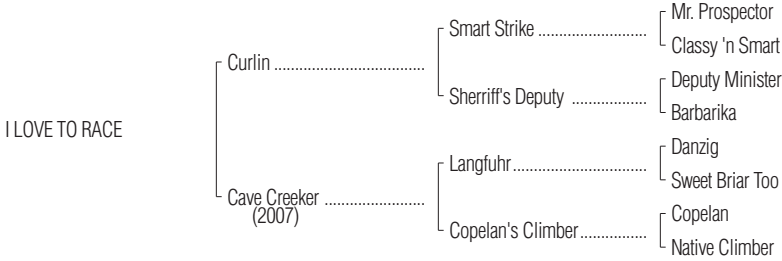 Mr. Prospector
Smart Strike ..........................
Classy 'n Smart
Curlin ....................................
Deputy Minister
Sherriff's Deputy ..................
Barbarika
I LOVE TO RACE
Danzig
Langfuhr................................
Sweet Briar Too
Cave Creeker ........................
(2007)
Copelan
Copelan's Climber................
Native Climber